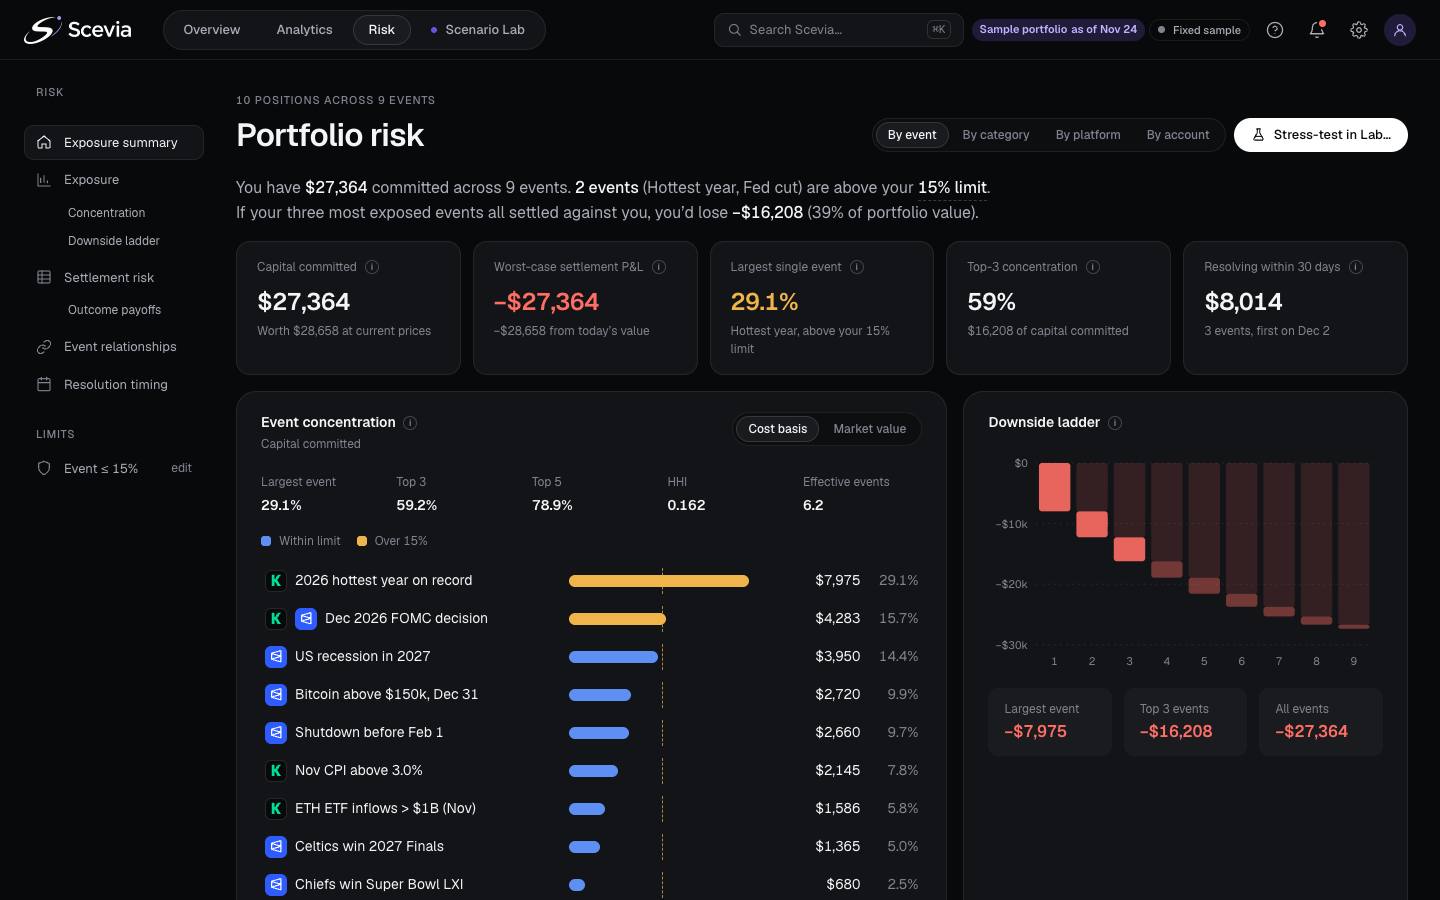 Scevia
Overview
Analytics
Risk
Scenario Lab
Search Scevia…
⌘K
Sample portfolio as of Nov 24
Fixed sample
RISK
Exposure summary
Exposure
Concentration
Downside ladder
Settlement risk
Outcome payoffs
Event relationships
Resolution timing
LIMITS
Event ≤ 15%
edit
10 POSITIONS ACROSS 9 EVENTS
Portfolio risk
By event
By category
By platform
By account
Stress-test in Lab…
You have $27,364 committed across 9 events. 2 events (Hottest year, Fed cut) are above your 15% limit.
If your three most exposed events all settled against you, you’d lose −$16,208 (39% of portfolio value).
Capital committed
$27,364
Worth $28,658 at current prices
Worst-case settlement P&L
−$27,364
−$28,658 from today’s value
Largest single event
29.1%
Hottest year, above your 15%
limit
Top-3 concentration
59%
$16,208 of capital committed
Resolving within 30 days
$8,014
3 events, first on Dec 2
Event concentration
Capital committed
Cost basis
Market value
Largest event
29.1%
Top 3
59.2%
Top 5
78.9%
HHI
0.162
Effective events
6.2
Within limit
Over 15%
2026 hottest year on record $7,975 29.1%
Dec 2026 FOMC decision $4,283 15.7%
US recession in 2027 $3,950 14.4%
Bitcoin above $150k, Dec 31 $2,720 9.9%
Shutdown before Feb 1 $2,660 9.7%
Nov CPI above 3.0% $2,145 7.8%
ETH ETF inflows > $1B (Nov) $1,586 5.8%
Celtics win 2027 Finals $1,365 5.0%
Chiefs win Super Bowl LXI $680 2.5%
Downside ladder
$0
−$10k
−$20k
−$30k
1 2 3 4 5 6 7 8 9
Largest event
−$7,975
Top 3 events
−$16,208
All events
−$27,364